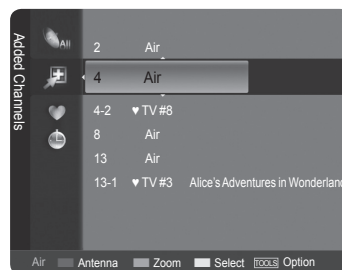 Added Channels
All
2 Air
4 Air
4-2 ♥ TV #8
8 Air
13 Air
13-1 ♥ TV #3 Alice's Adventures in Wonderland
Air Antenna Zoom Select TOOLS Option